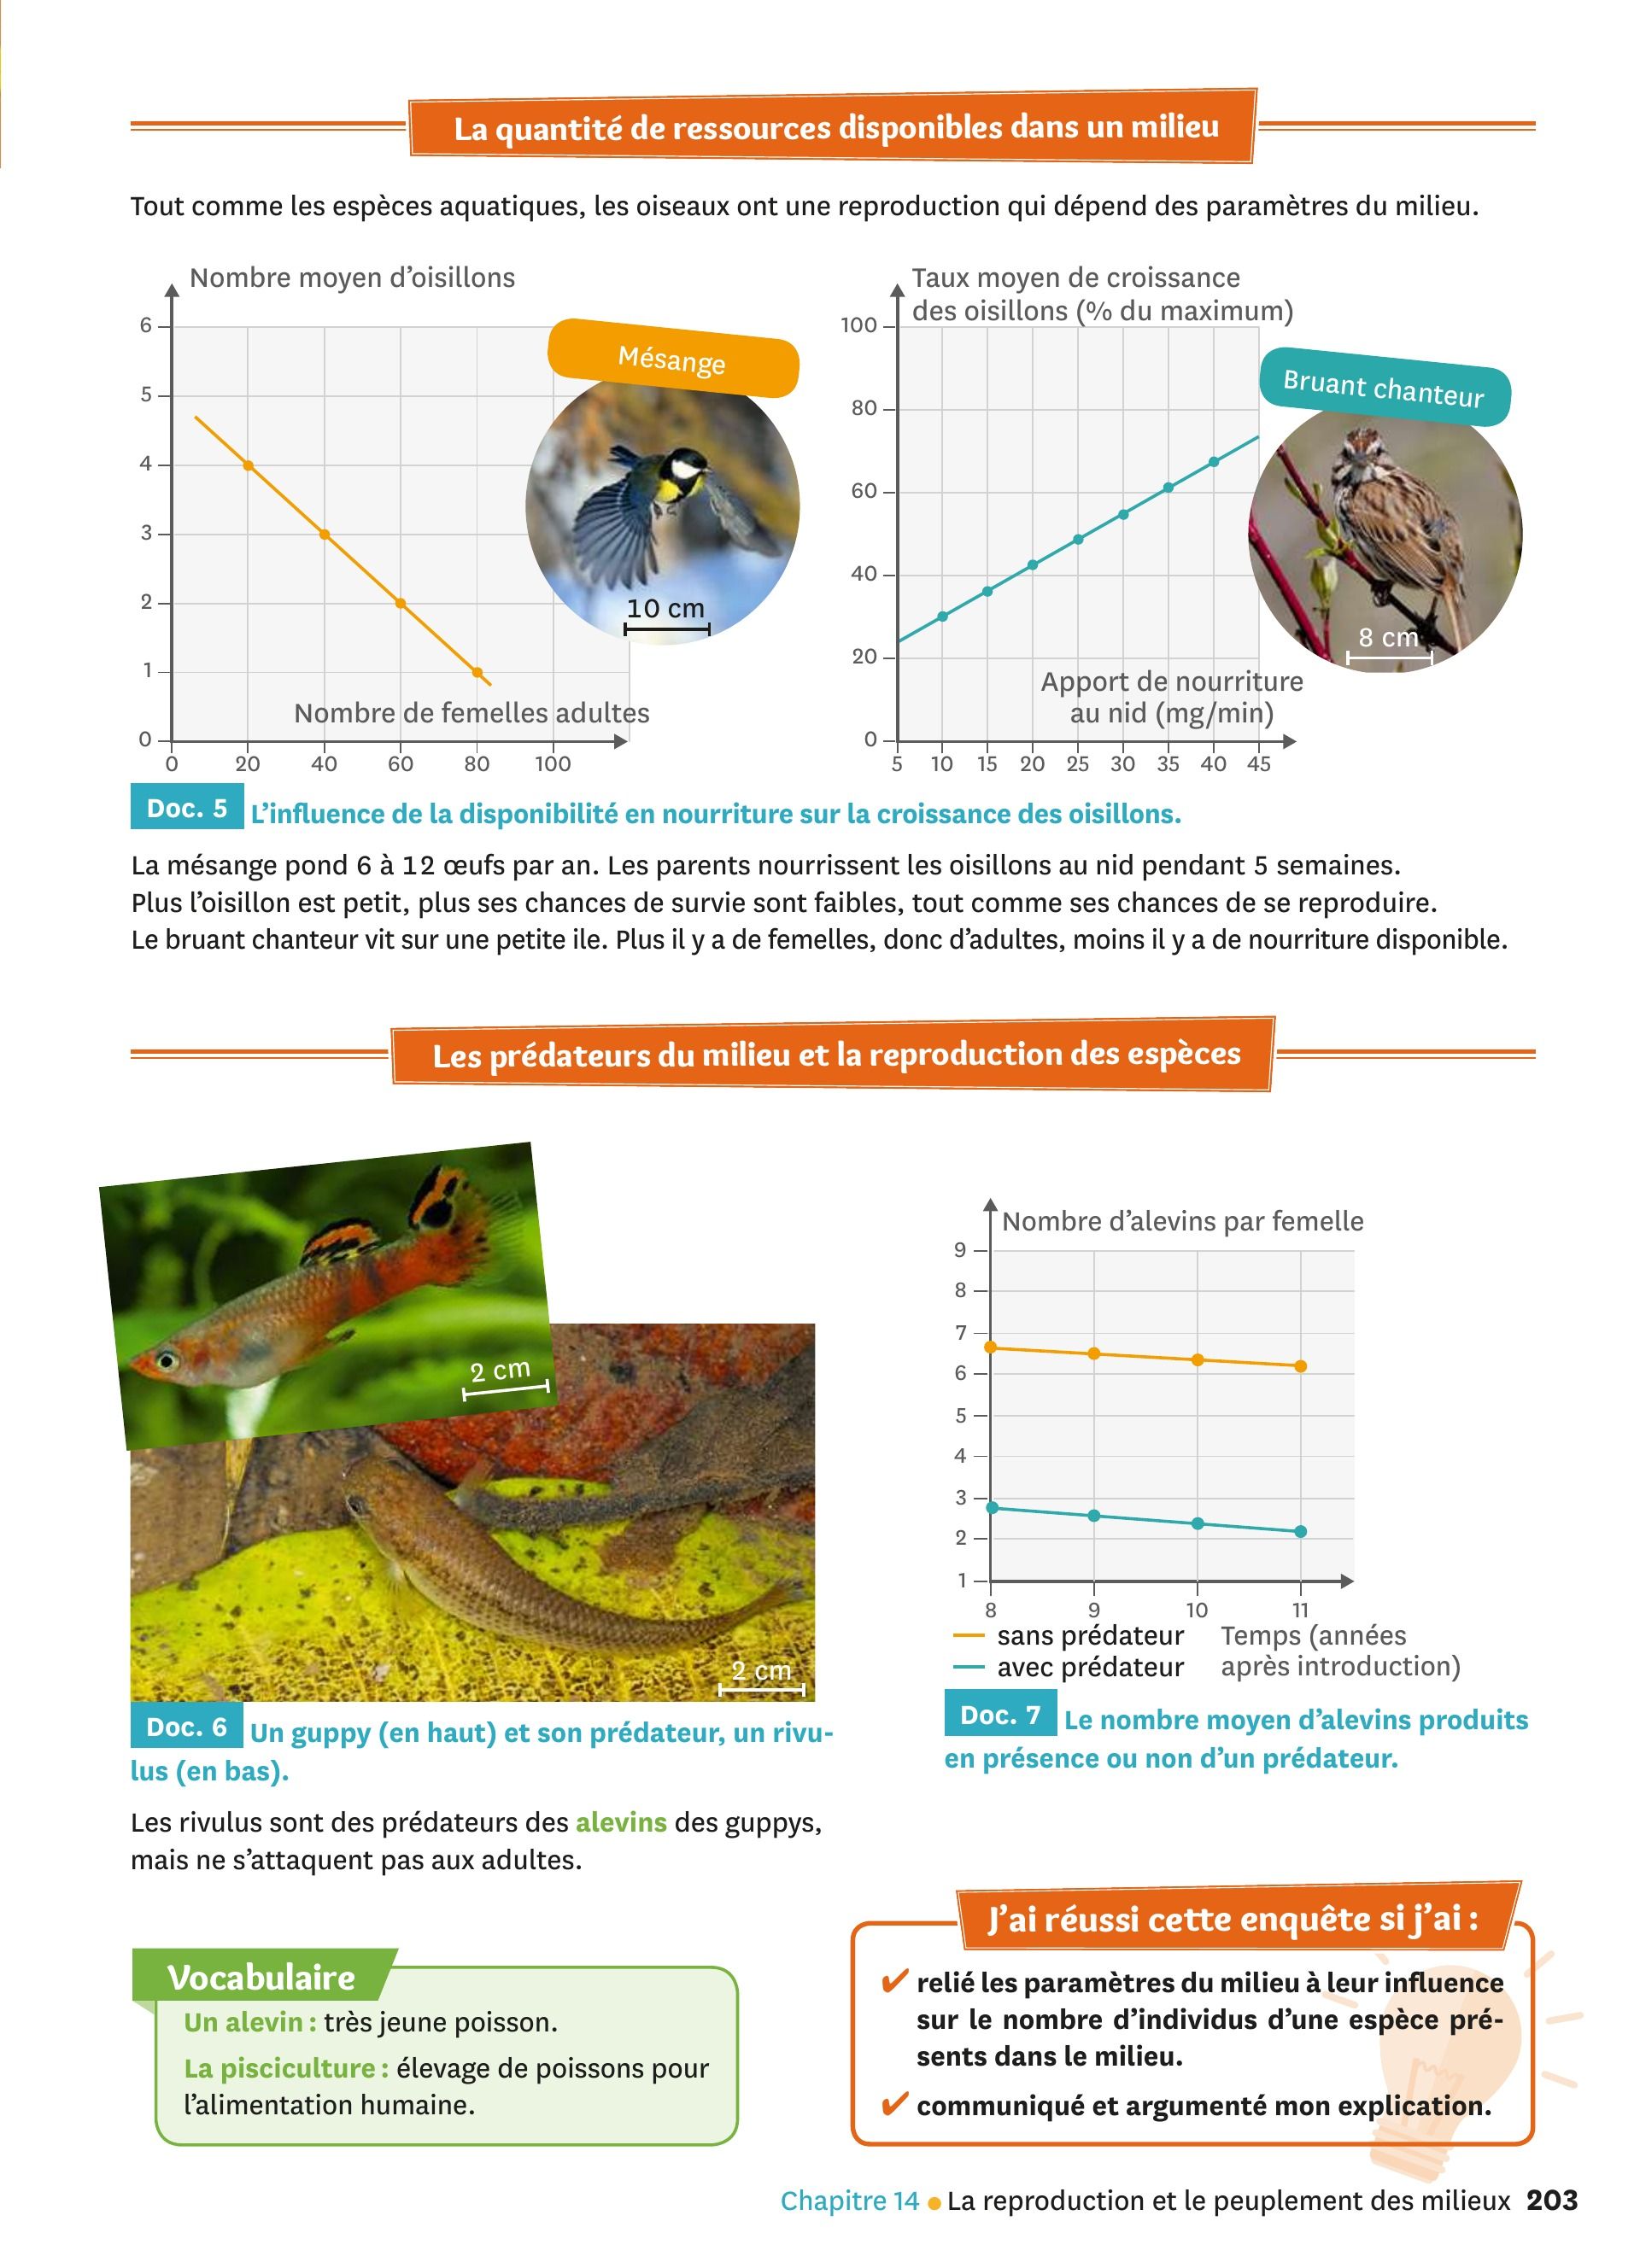 La quantité de ressources disponibles dans un milieu
Tout comme les espèces aquatiques, les oiseaux ont une reproduction qui dépend des paramètres du milieu.
Nombre moyen d'oisillons
6
5
4
3
2
1
0
0 20 40 60 80 100
Nombre de femelles adultes
Mésange
10 cm
Taux moyen de croissance
des oisillons (% du maximum)
100
80
60
40
20
0
5 10 15 20 25 30 35 40 45
Apport de nourriture
au nid (mg/min)
Bruant chanteur
8 cm
Doc. 5 L'influence de la disponibilité en nourriture sur la croissance des oisillons.
La mésange pond 6 à 12 œufs par an. Les parents nourrissent les oisillons au nid pendant 5 semaines.
Plus l'oisillon est petit, plus ses chances de survie sont faibles, tout comme ses chances de se reproduire.
Le bruant chanteur vit sur une petite ile. Plus il y a de femelles, donc d'adultes, moins il y a de nourriture disponible.
Les prédateurs du milieu et la reproduction des espèces
2 cm
2 cm
Doc. 6 Un guppy (en haut) et son prédateur, un rivu-
lus (en bas).
Les rivulus sont des prédateurs des alevins des guppys,
mais ne s'attaquent pas aux adultes.
Nombre d'alevins par femelle
9
8
7
6
5
4
3
2
1
8 9 10 11
sans prédateur
avec prédateur
Temps (années
après introduction)
Doc. 7 Le nombre moyen d'alevins produits
en présence ou non d'un prédateur.
Vocabulaire
Un alevin : très jeune poisson.
La pisciculture : élevage de poissons pour
l'alimentation humaine.
J'ai réussi cette enquête si j'ai :
✔ relié les paramètres du milieu à leur influence
sur le nombre d'individus d'une espèce pré-
sents dans le milieu.
✔ communiqué et argumenté mon explication.
Chapitre 14 • La reproduction et le peuplement des milieux 203